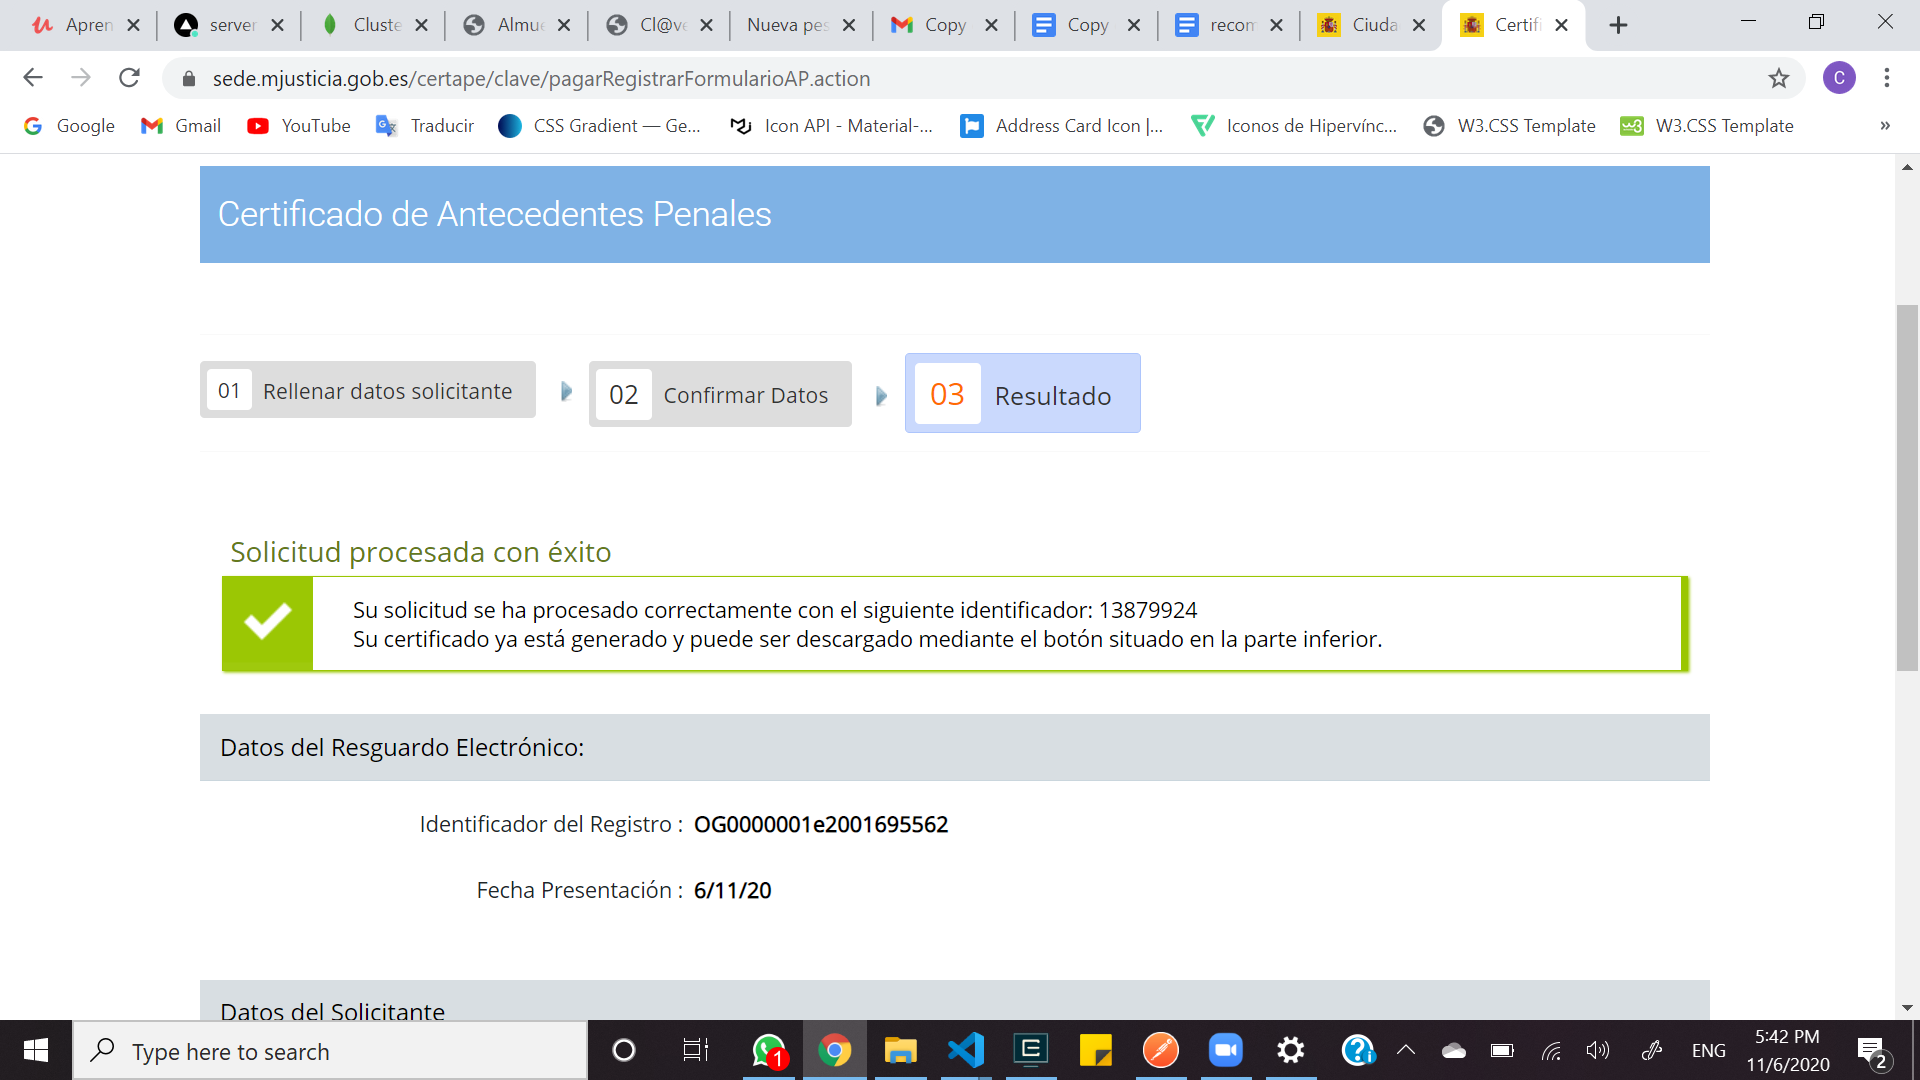 Apren
server
Cluste
Almue
Cl@ve
Nueva pes
Copy
Copy
recom
Ciuda
Certifi
sede.mjusticia.gob.es/certape/clave/pagarRegistrarFormularioAP.action
C
Google
Gmail
YouTube
Traducir
CSS Gradient — Ge...
Icon API - Material-...
Address Card Icon |...
Iconos de Hipervínc...
W3.CSS Template
W3.CSS Template
»
Certificado de Antecedentes Penales
01 Rellenar datos solicitante
02 Confirmar Datos
03 Resultado
Solicitud procesada con éxito
Su solicitud se ha procesado correctamente con el siguiente identificador: 13879924
Su certificado ya está generado y puede ser descargado mediante el botón situado en la parte inferior.
Datos del Resguardo Electrónico:
Identificador del Registro : OG0000001e2001695562
Fecha Presentación : 6/11/20
Datos del Solicitante
Type here to search
1
ENG
5:42 PM
11/6/2020
2